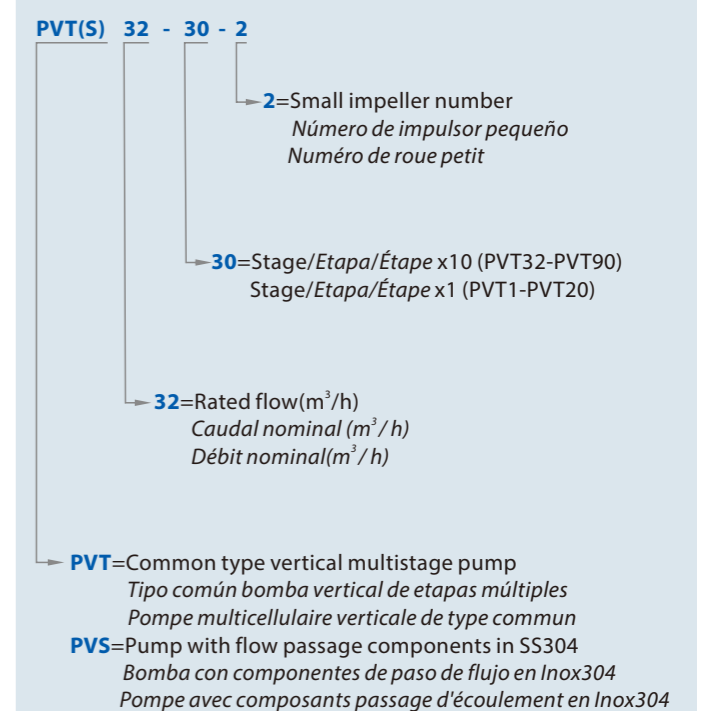 PVT(S) 32 - 30 - 2
2=Small impeller number
Número de impulsor pequeño
Numéro de roue petit
30=Stage/Etapa/Étape x10 (PVT32-PVT90)
Stage/Etapa/Étape x1 (PVT1-PVT20)
32=Rated flow(m³/h)
Caudal nominal (m³/h)
Débit nominal(m³/h)
PVT=Common type vertical multistage pump
Tipo común bomba vertical de etapas múltiples
Pompe multicellulaire verticale de type commun
PVS=Pump with flow passage components in SS304
Bomba con componentes de paso de flujo en Inox304
Pompe avec composants passage d'écoulement en Inox304